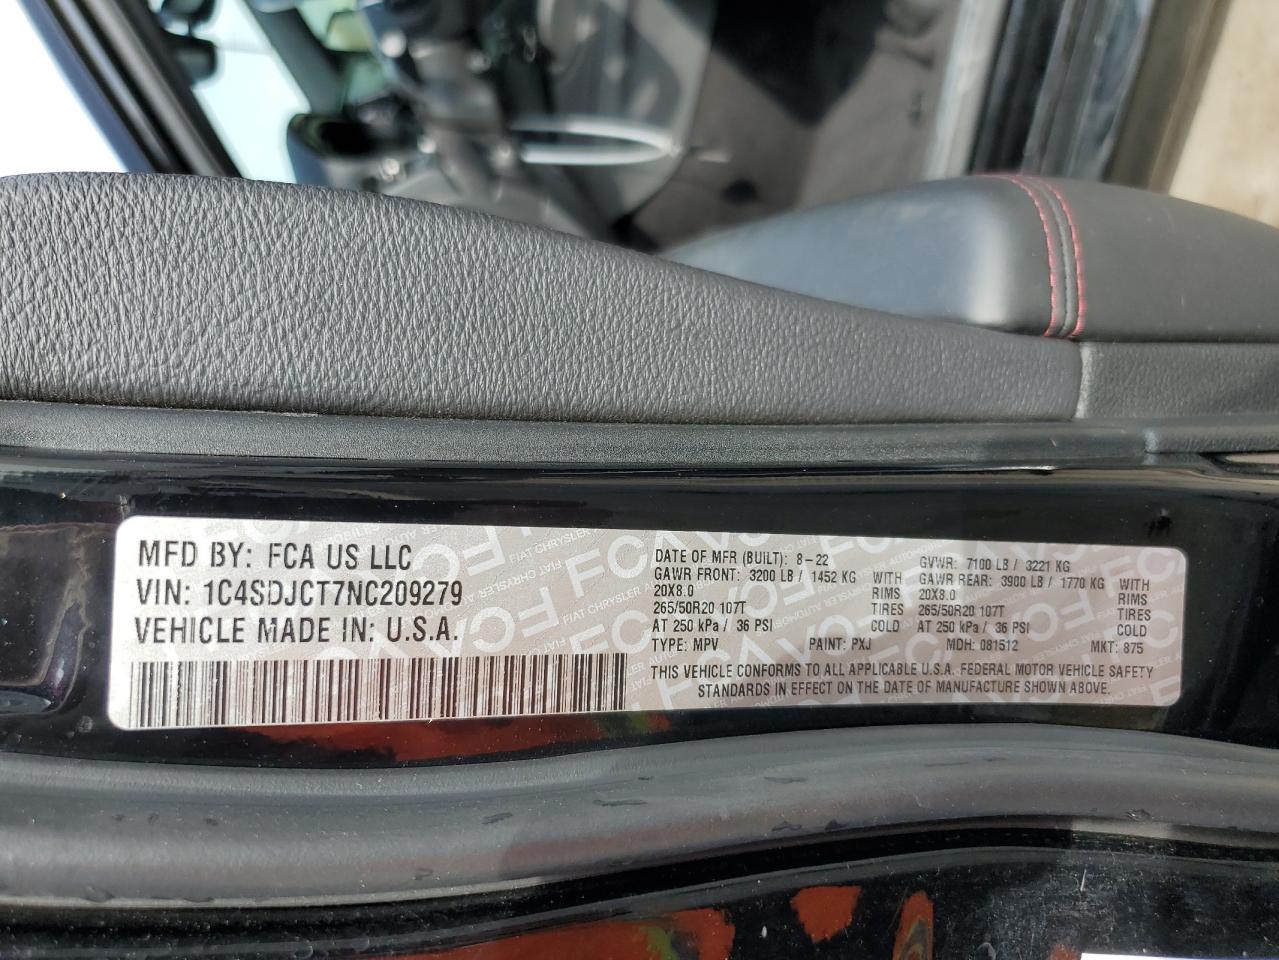 MFD BY: FCA US LLC
VIN: 1C4SDJCT7NC209279
VEHICLE MADE IN: U.S.A.
DATE OF MFR (BUILT): 8-22 GVWR: 7100 LB / 3221 KG
GAWR FRONT: 3200 LB / 1452 KG WITH GAWR REAR: 3900 LB / 1770 KG WITH
20X8.0 RIMS 20X8.0 RIMS
265/50R20 107T TIRES 265/50R20 107T TIRES
AT 250 kPa / 36 PSI COLD AT 250 kPa / 36 PSI COLD
TYPE: MPV PAINT: PXJ MDH: 081512 MKT: 875
THIS VEHICLE CONFORMS TO ALL APPLICABLE U.S.A. FEDERAL MOTOR VEHICLE SAFETY
STANDARDS IN EFFECT ON THE DATE OF MANUFACTURE SHOWN ABOVE.